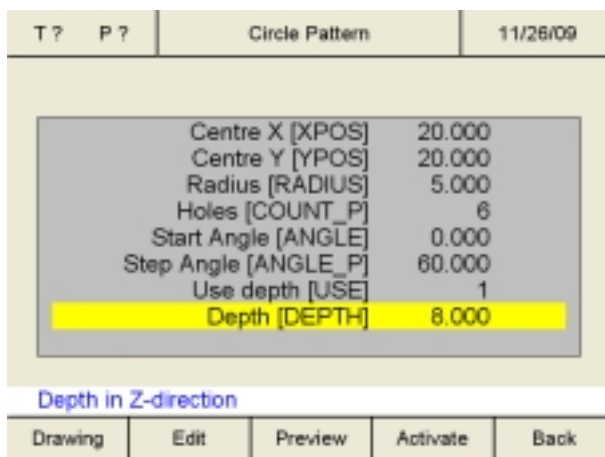 T ? P ? Circle Pattern 11/26/09
Centre X [XPOS] 20.000
Centre Y [YPOS] 20.000
Radius [RADIUS] 5.000
Holes [COUNT_P] 6
Start Angle [ANGLE] 0.000
Step Angle [ANGLE_P] 60.000
Use depth [USE] 1
Depth [DEPTH] 8.000
Depth in Z-direction
Drawing Edit Preview Activate Back